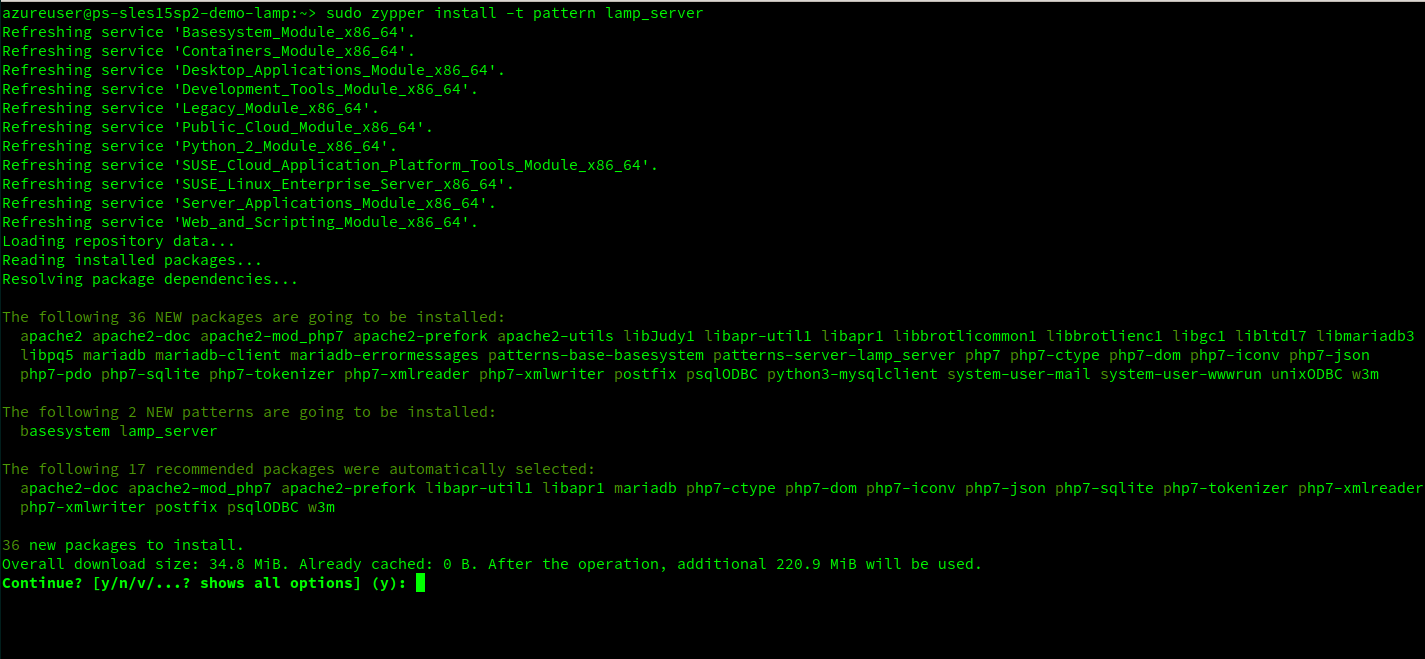 azureuser@ps-sles15sp2-demo-lamp:~> sudo zypper install -t pattern lamp_server
Refreshing service 'Basesystem_Module_x86_64'.
Refreshing service 'Containers_Module_x86_64'.
Refreshing service 'Desktop_Applications_Module_x86_64'.
Refreshing service 'Development_Tools_Module_x86_64'.
Refreshing service 'Legacy_Module_x86_64'.
Refreshing service 'Public_Cloud_Module_x86_64'.
Refreshing service 'Python_2_Module_x86_64'.
Refreshing service 'SUSE_Cloud_Application_Platform_Tools_Module_x86_64'.
Refreshing service 'SUSE_Linux_Enterprise_Server_x86_64'.
Refreshing service 'Server_Applications_Module_x86_64'.
Refreshing service 'Web_and_Scripting_Module_x86_64'.
Loading repository data...
Reading installed packages...
Resolving package dependencies...

The following 36 NEW packages are going to be installed:
  apache2 apache2-doc apache2-mod_php7 apache2-prefork apache2-utils libJudy1 libapr-util1 libapr1 libbrotlicommon1 libbrotlienc1 libgc1 libltdl7 libmariadb3
  libpq5 mariadb mariadb-client mariadb-errormessages patterns-base-basesystem patterns-server-lamp_server php7 php7-ctype php7-dom php7-iconv php7-json
  php7-pdo php7-sqlite php7-tokenizer php7-xmlreader php7-xmlwriter postfix psqlODBC python3-mysqlclient system-user-mail system-user-wwwrun unixODBC w3m

The following 2 NEW patterns are going to be installed:
  basesystem lamp_server

The following 17 recommended packages were automatically selected:
  apache2-doc apache2-mod_php7 apache2-prefork libapr-util1 libapr1 mariadb php7-ctype php7-dom php7-iconv php7-json php7-sqlite php7-tokenizer php7-xmlreader
  php7-xmlwriter postfix psqlODBC w3m

36 new packages to install.
Overall download size: 34.8 MiB. Already cached: 0 B. After the operation, additional 220.9 MiB will be used.
Continue? [y/n/v/...? shows all options] (y):